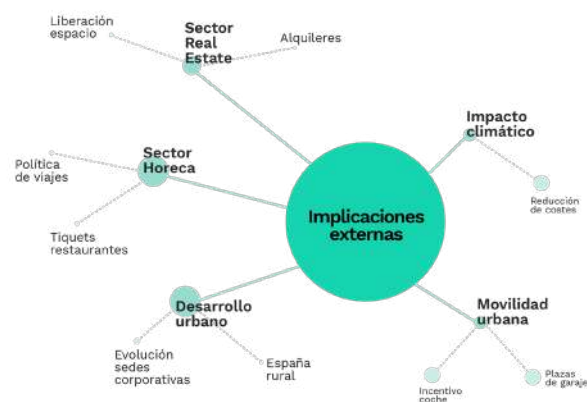 Liberación
espacio
Sector
Real
Estate
Alquileres
Impacto
climático
Reducción
de costes
Sector
Horeca
Política
de viajes
Tiquets
restaurantes
Implicaciones
externas
Desarrollo
urbano
Evolución
sedes
corporativas
España
rural
Movilidad
urbana
Incentivo
coche
Plazas
de garaje